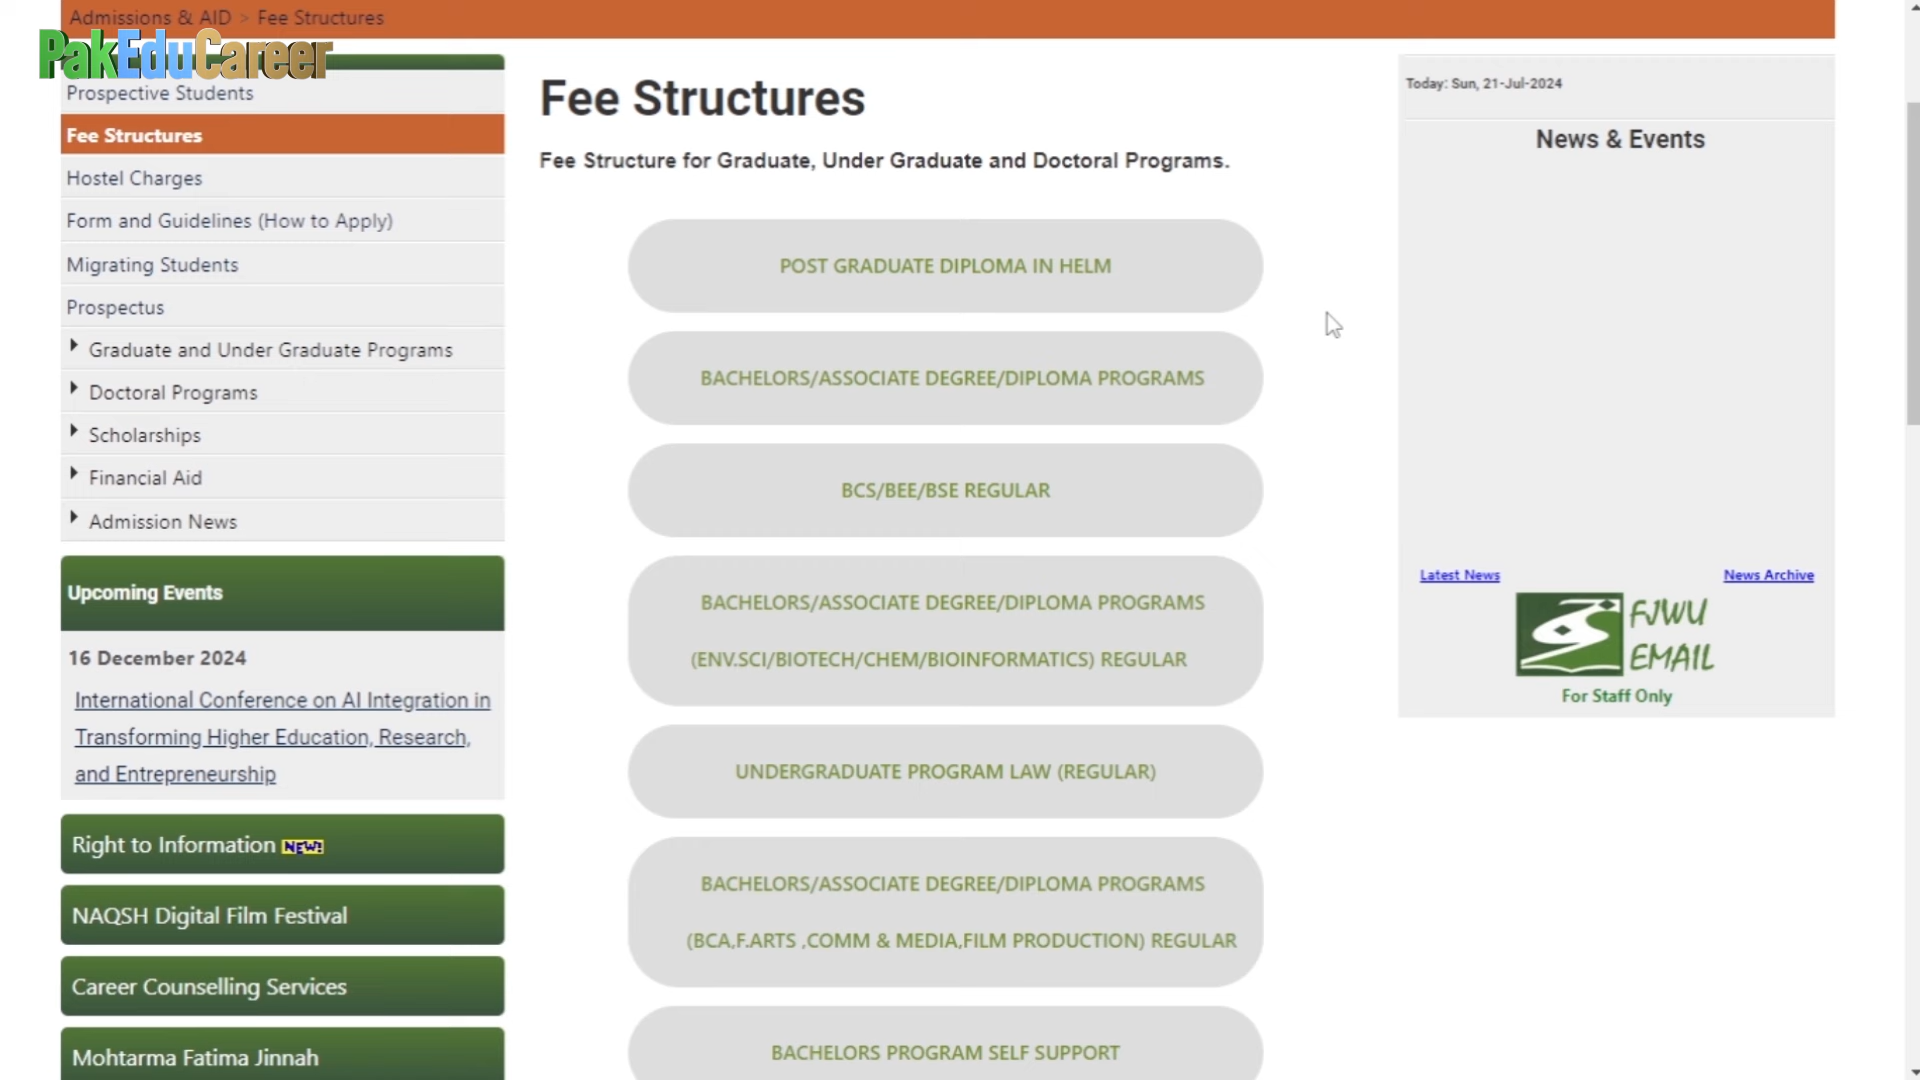 Admissions & AID > Fee Structures
PakEduCareer
Prospective Students
Fee Structures
Hostel Charges
Form and Guidelines (How to Apply)
Migrating Students
Prospectus
Graduate and Under Graduate Programs
Doctoral Programs
Scholarships
Financial Aid
Admission News
Upcoming Events
16 December 2024
International Conference on AI Integration in
Transforming Higher Education, Research,
and Entrepreneurship
Right to Information NEW!
NAQSH Digital Film Festival
Career Counselling Services
Mohtarma Fatima Jinnah
Fee Structures
Fee Structure for Graduate, Under Graduate and Doctoral Programs.
POST GRADUATE DIPLOMA IN HELM
BACHELORS/ASSOCIATE DEGREE/DIPLOMA PROGRAMS
BCS/BEE/BSE REGULAR
BACHELORS/ASSOCIATE DEGREE/DIPLOMA PROGRAMS
(ENV.SCI/BIOTECH/CHEM/BIOINFORMATICS) REGULAR
UNDERGRADUATE PROGRAM LAW (REGULAR)
BACHELORS/ASSOCIATE DEGREE/DIPLOMA PROGRAMS
(BCA,F.ARTS ,COMM & MEDIA,FILM PRODUCTION) REGULAR
BACHELORS PROGRAM SELF SUPPORT
Today: Sun, 21-Jul-2024
News & Events
Latest News
News Archive
FJWU
EMAIL
For Staff Only